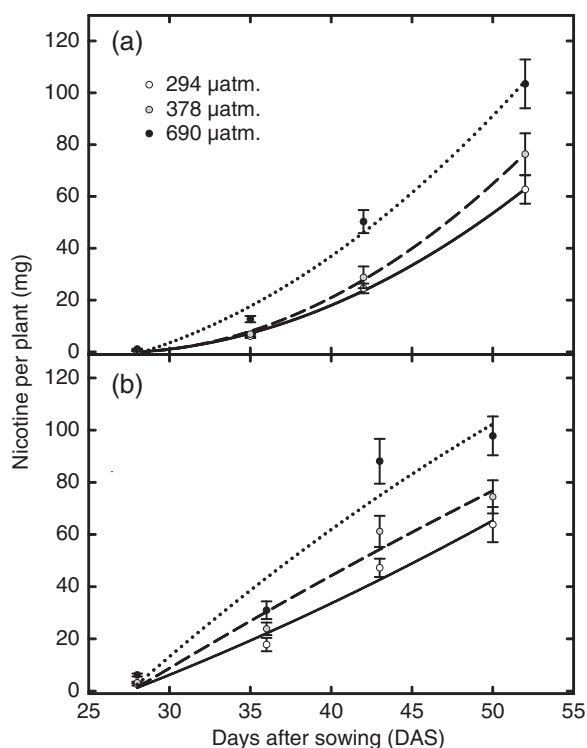 (a)
294 µatm.
378 µatm.
690 µatm.
120
100
80
60
40
20
0
Nicotine per plant (mg)
(b)
120
100
80
60
40
20
0
25 30 35 40 45 50 55
Days after sowing (DAS)